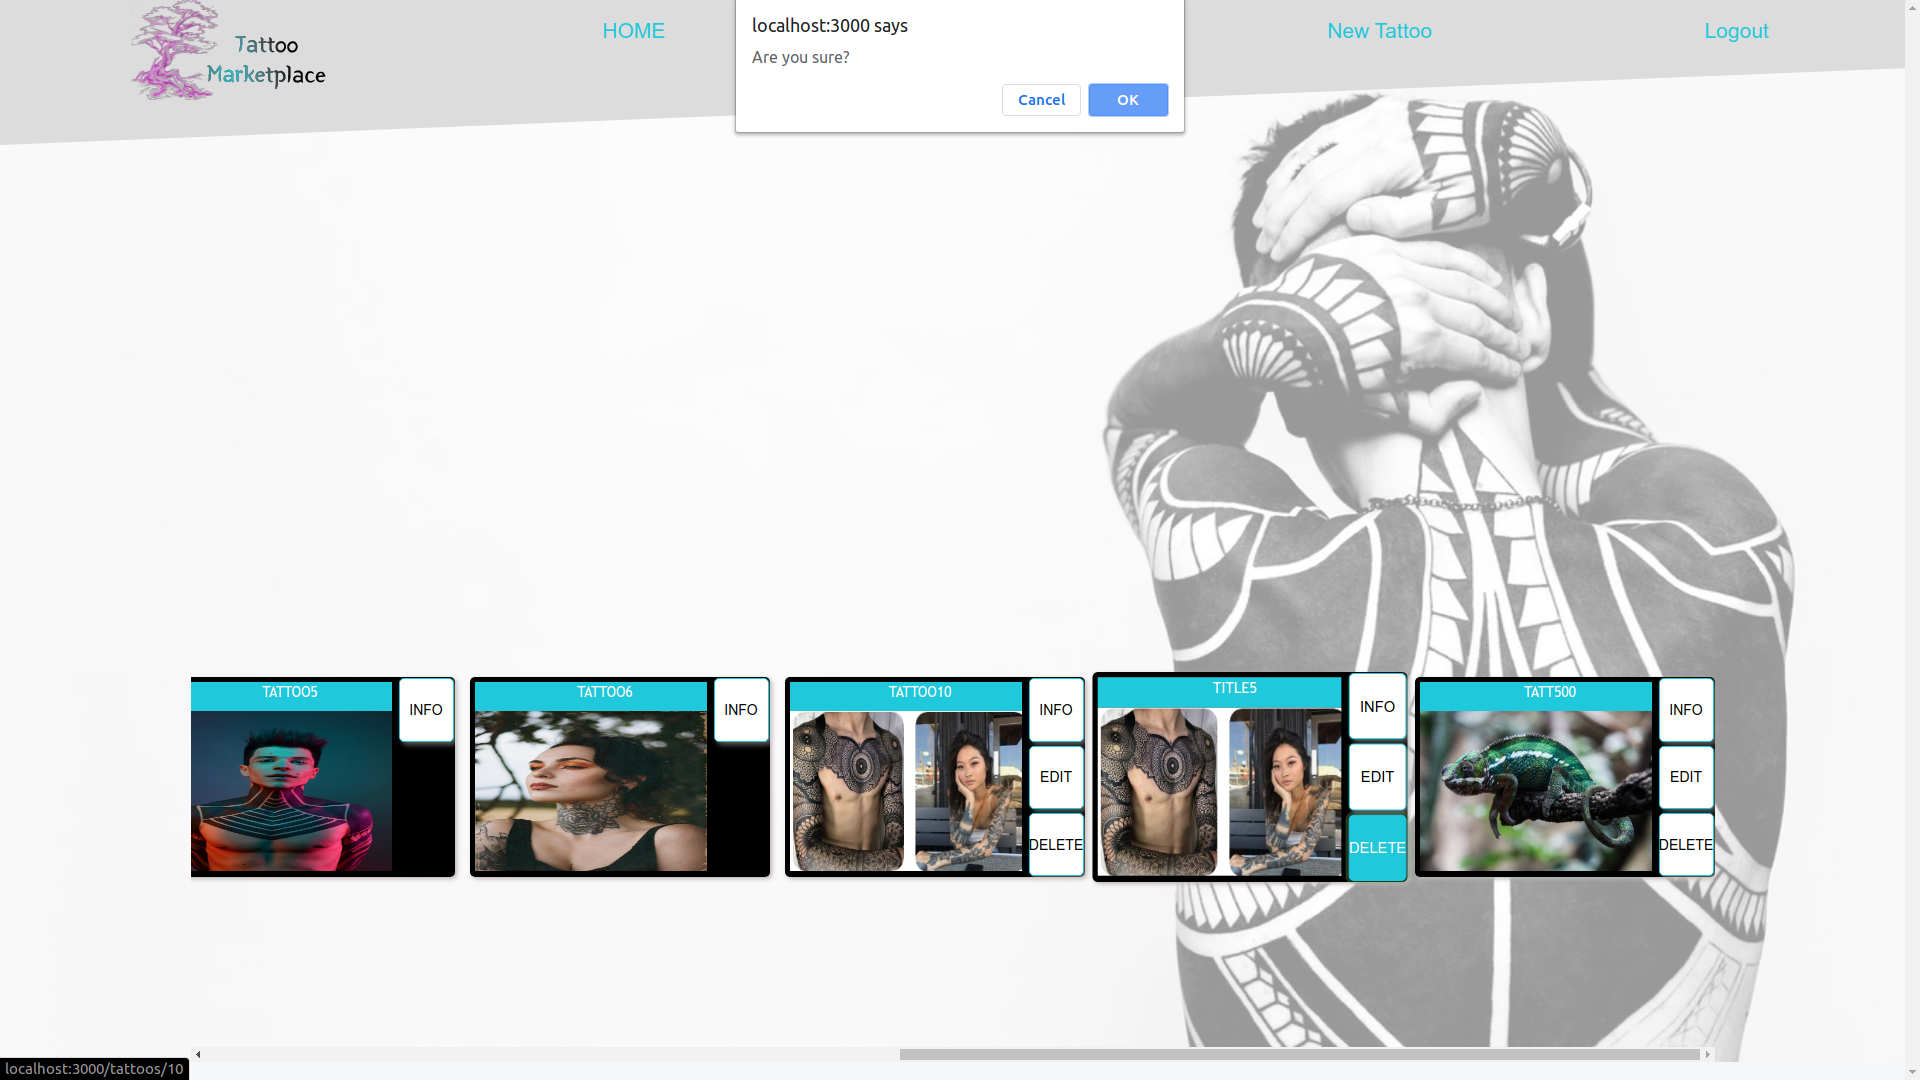 Tattoo
Marketplace
HOME
localhost:3000 says
Are you sure?
Cancel
OK
New Tattoo
Logout
TATTOO5
INFO
TATTOO6
INFO
TATTOO10
INFO
EDIT
DELETE
TITLE5
INFO
EDIT
DELETE
TATT500
INFO
EDIT
DELETE
localhost:3000/tattoos/10